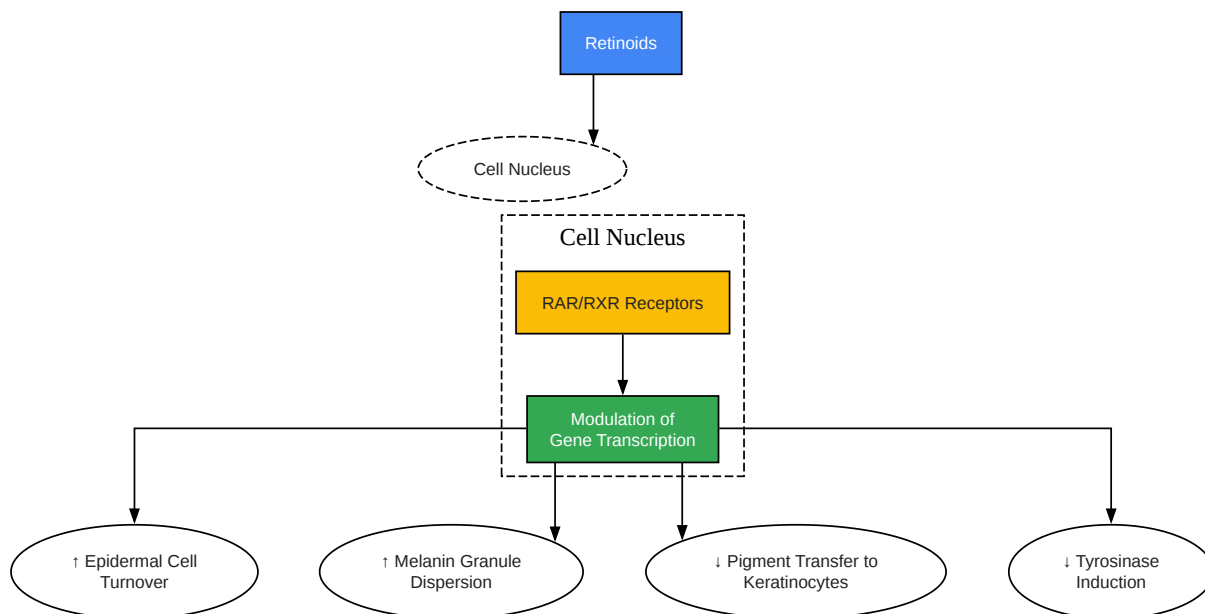 Retinoids
Cell Nucleus
Cell Nucleus
RAR/RXR Receptors
Modulation of
Gene Transcription
↑ Epidermal Cell
Turnover
↑ Melanin Granule
Dispersion
↓ Pigment Transfer to
Keratinocytes
↓ Tyrosinase
Induction